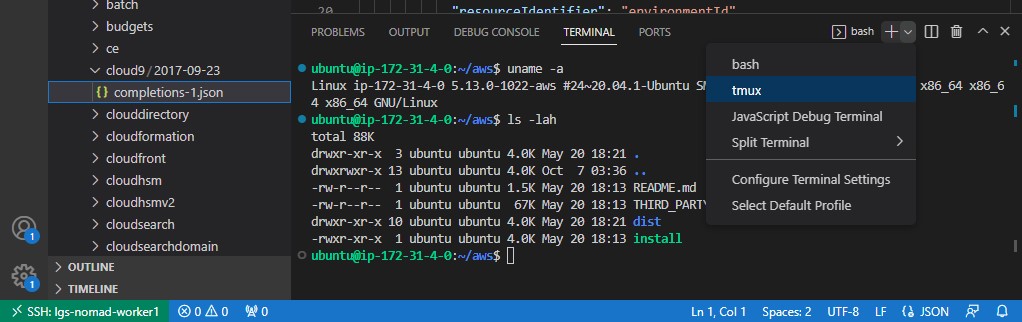 batch
budgets
ce
cloud9 / 2017-09-23
{} completions-1.json
clouddirectory
cloudformation
cloudfront
cloudhsm
cloudhsmv2
cloudsearch
cloudsearchdomain
OUTLINE
TIMELINE
1
1
20 "resourceIdentifier": "environmentId"
PROBLEMS OUTPUT DEBUG CONSOLE TERMINAL PORTS bash
ubuntu@ip-172-31-4-0:~/aws$ uname -a
Linux ip-172-31-4-0 5.13.0-1022-aws #24~20.04.1-Ubuntu x86_64 x86_6
4 x86_64 GNU/Linux
ubuntu@ip-172-31-4-0:~/aws$ ls -lah
total 88K
drwxr-xr-x 3 ubuntu ubuntu 4.0K May 20 18:21 .
drwxrwxr-x 13 ubuntu ubuntu 4.0K Oct 7 03:36 ..
-rw-r--r-- 1 ubuntu ubuntu 1.5K May 20 18:13 README.md
-rw-r--r-- 1 ubuntu ubuntu 67K May 20 18:13 THIRD_PARTY
drwxr-xr-x 10 ubuntu ubuntu 4.0K May 20 18:21 dist
-rwxr-xr-x 1 ubuntu ubuntu 4.0K May 20 18:13 install
ubuntu@ip-172-31-4-0:~/aws$
bash
tmux
JavaScript Debug Terminal
Split Terminal
Configure Terminal Settings
Select Default Profile
SSH: lgs-nomad-worker1 0 0 0 Ln 1, Col 1 Spaces: 2 UTF-8 LF {} JSON